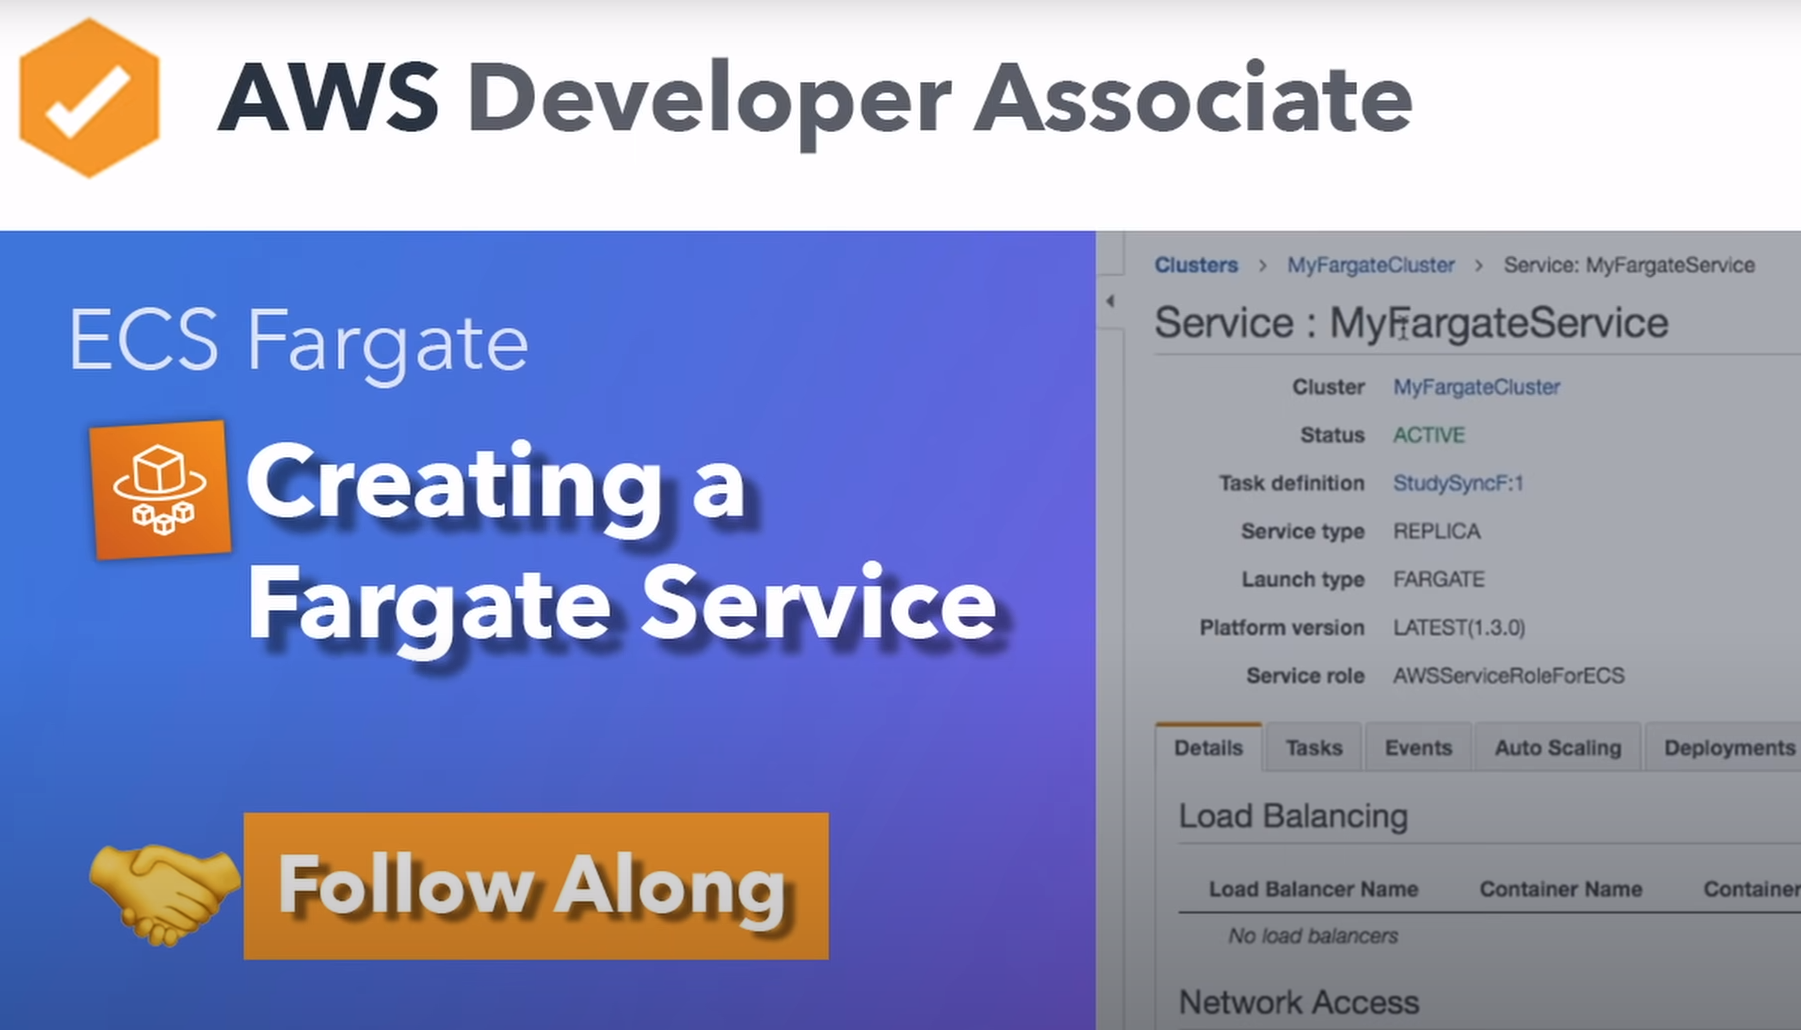 AWS Developer Associate
ECS Fargate
Creating a
Fargate Service
Follow Along
Clusters > MyFargateCluster > Service: MyFargateService
Service : MyFargateService
Cluster MyFargateCluster
Status ACTIVE
Task definition StudySyncF:1
Service type REPLICA
Launch type FARGATE
Platform version LATEST(1.3.0)
Service role AWSServiceRoleForECS
Details Tasks Events Auto Scaling Deployments
Load Balancing
Load Balancer Name Container Name Container
No load balancers
Network Access